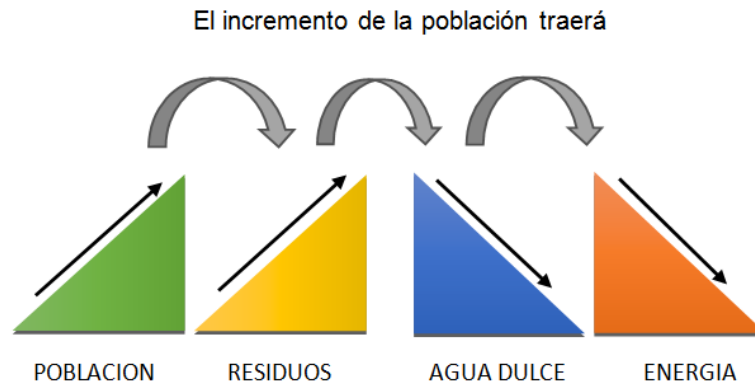 El incremento de la población traerá
POBLACION RESIDUOS AGUA DULCE ENERGIA